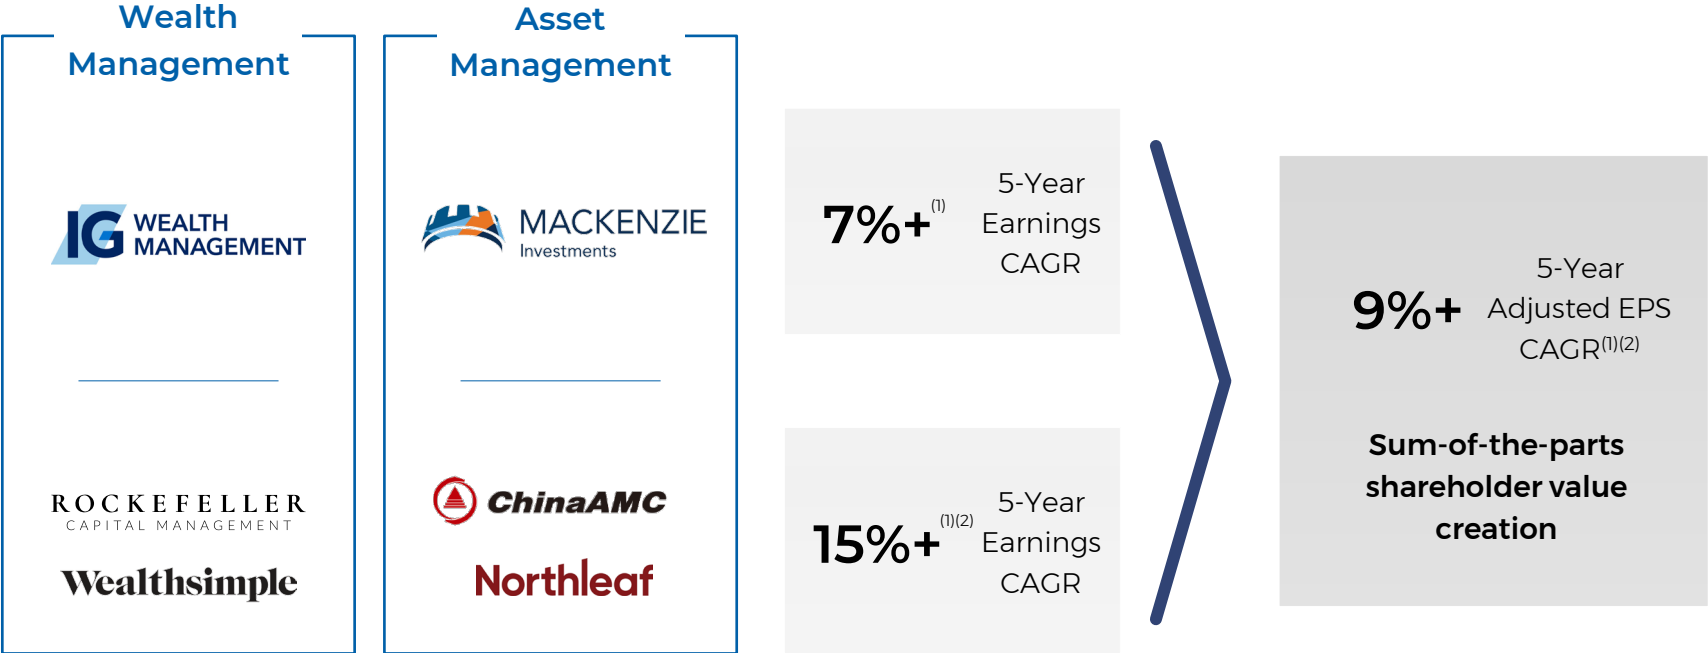 Wealth
Management
IG WEALTH
MANAGEMENT
ROCKEFELLER
CAPITAL MANAGEMENT
Wealthsimple
Asset
Management
MACKENZIE
Investments
ChinaAMC
Northleaf
7%+(1)
5-Year
Earnings
CAGR
15%+(1)(2)
5-Year
Earnings
CAGR
9%+
5-Year
Adjusted EPS
CAGR(1)(2)
Sum-of-the-parts
shareholder value
creation